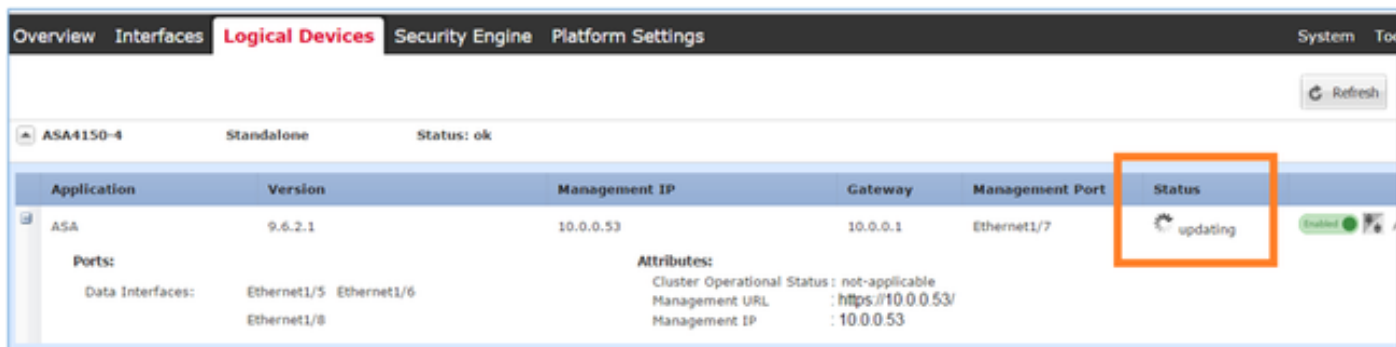 Overview Interfaces Logical Devices Security Engine Platform Settings System
Refresh
ASA4150-4 Standalone Status: ok
Application Version Management IP Gateway Management Port Status
ASA 9.6.2.1 10.0.0.53 10.0.0.1 Ethernet1/7 updating Enabled
Ports: Attributes:
Cluster Operational Status : not-applicable
Data Interfaces: Ethernet1/5 Ethernet1/6 Management URL : https://10.0.0.53/
Ethernet1/8 Management IP : 10.0.0.53